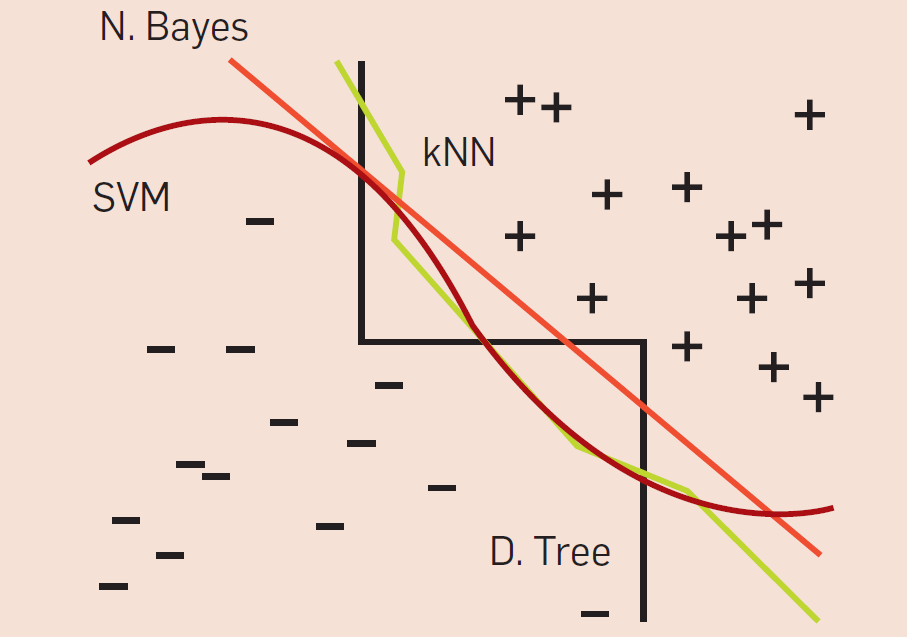 N. Bayes
kNN
SVM
D. Tree